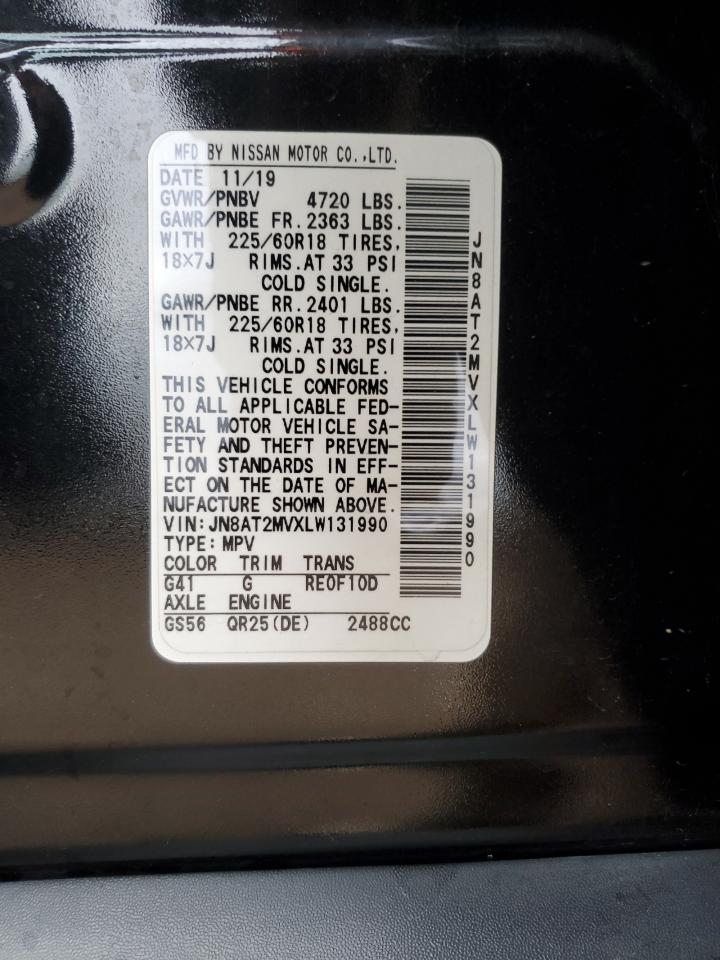 MFD BY NISSAN MOTOR CO.,LTD.
DATE 11/19
GVWR/PNBV 4720 LBS.
GAWR/PNBE FR.2363 LBS.
WITH 225/60R18 TIRES,
18×7J RIMS.AT 33 PSI
COLD SINGLE.
GAWR/PNBE RR.2401 LBS.
WITH 225/60R18 TIRES,
18×7J RIMS.AT 33 PSI
COLD SINGLE.
THIS VEHICLE CONFORMS
TO ALL APPLICABLE FED-
ERAL MOTOR VEHICLE SA-
FETY AND THEFT PREVEN-
TION STANDARDS IN EFF-
ECT ON THE DATE OF MA-
NUFACTURE SHOWN ABOVE.
VIN:JN8AT2MVXLW131990
TYPE:MPV
COLOR TRIM TRANS
G41 G RE0F10D
AXLE ENGINE
GS56 QR25(DE) 2488CC
JN8AT2MVXLW131990